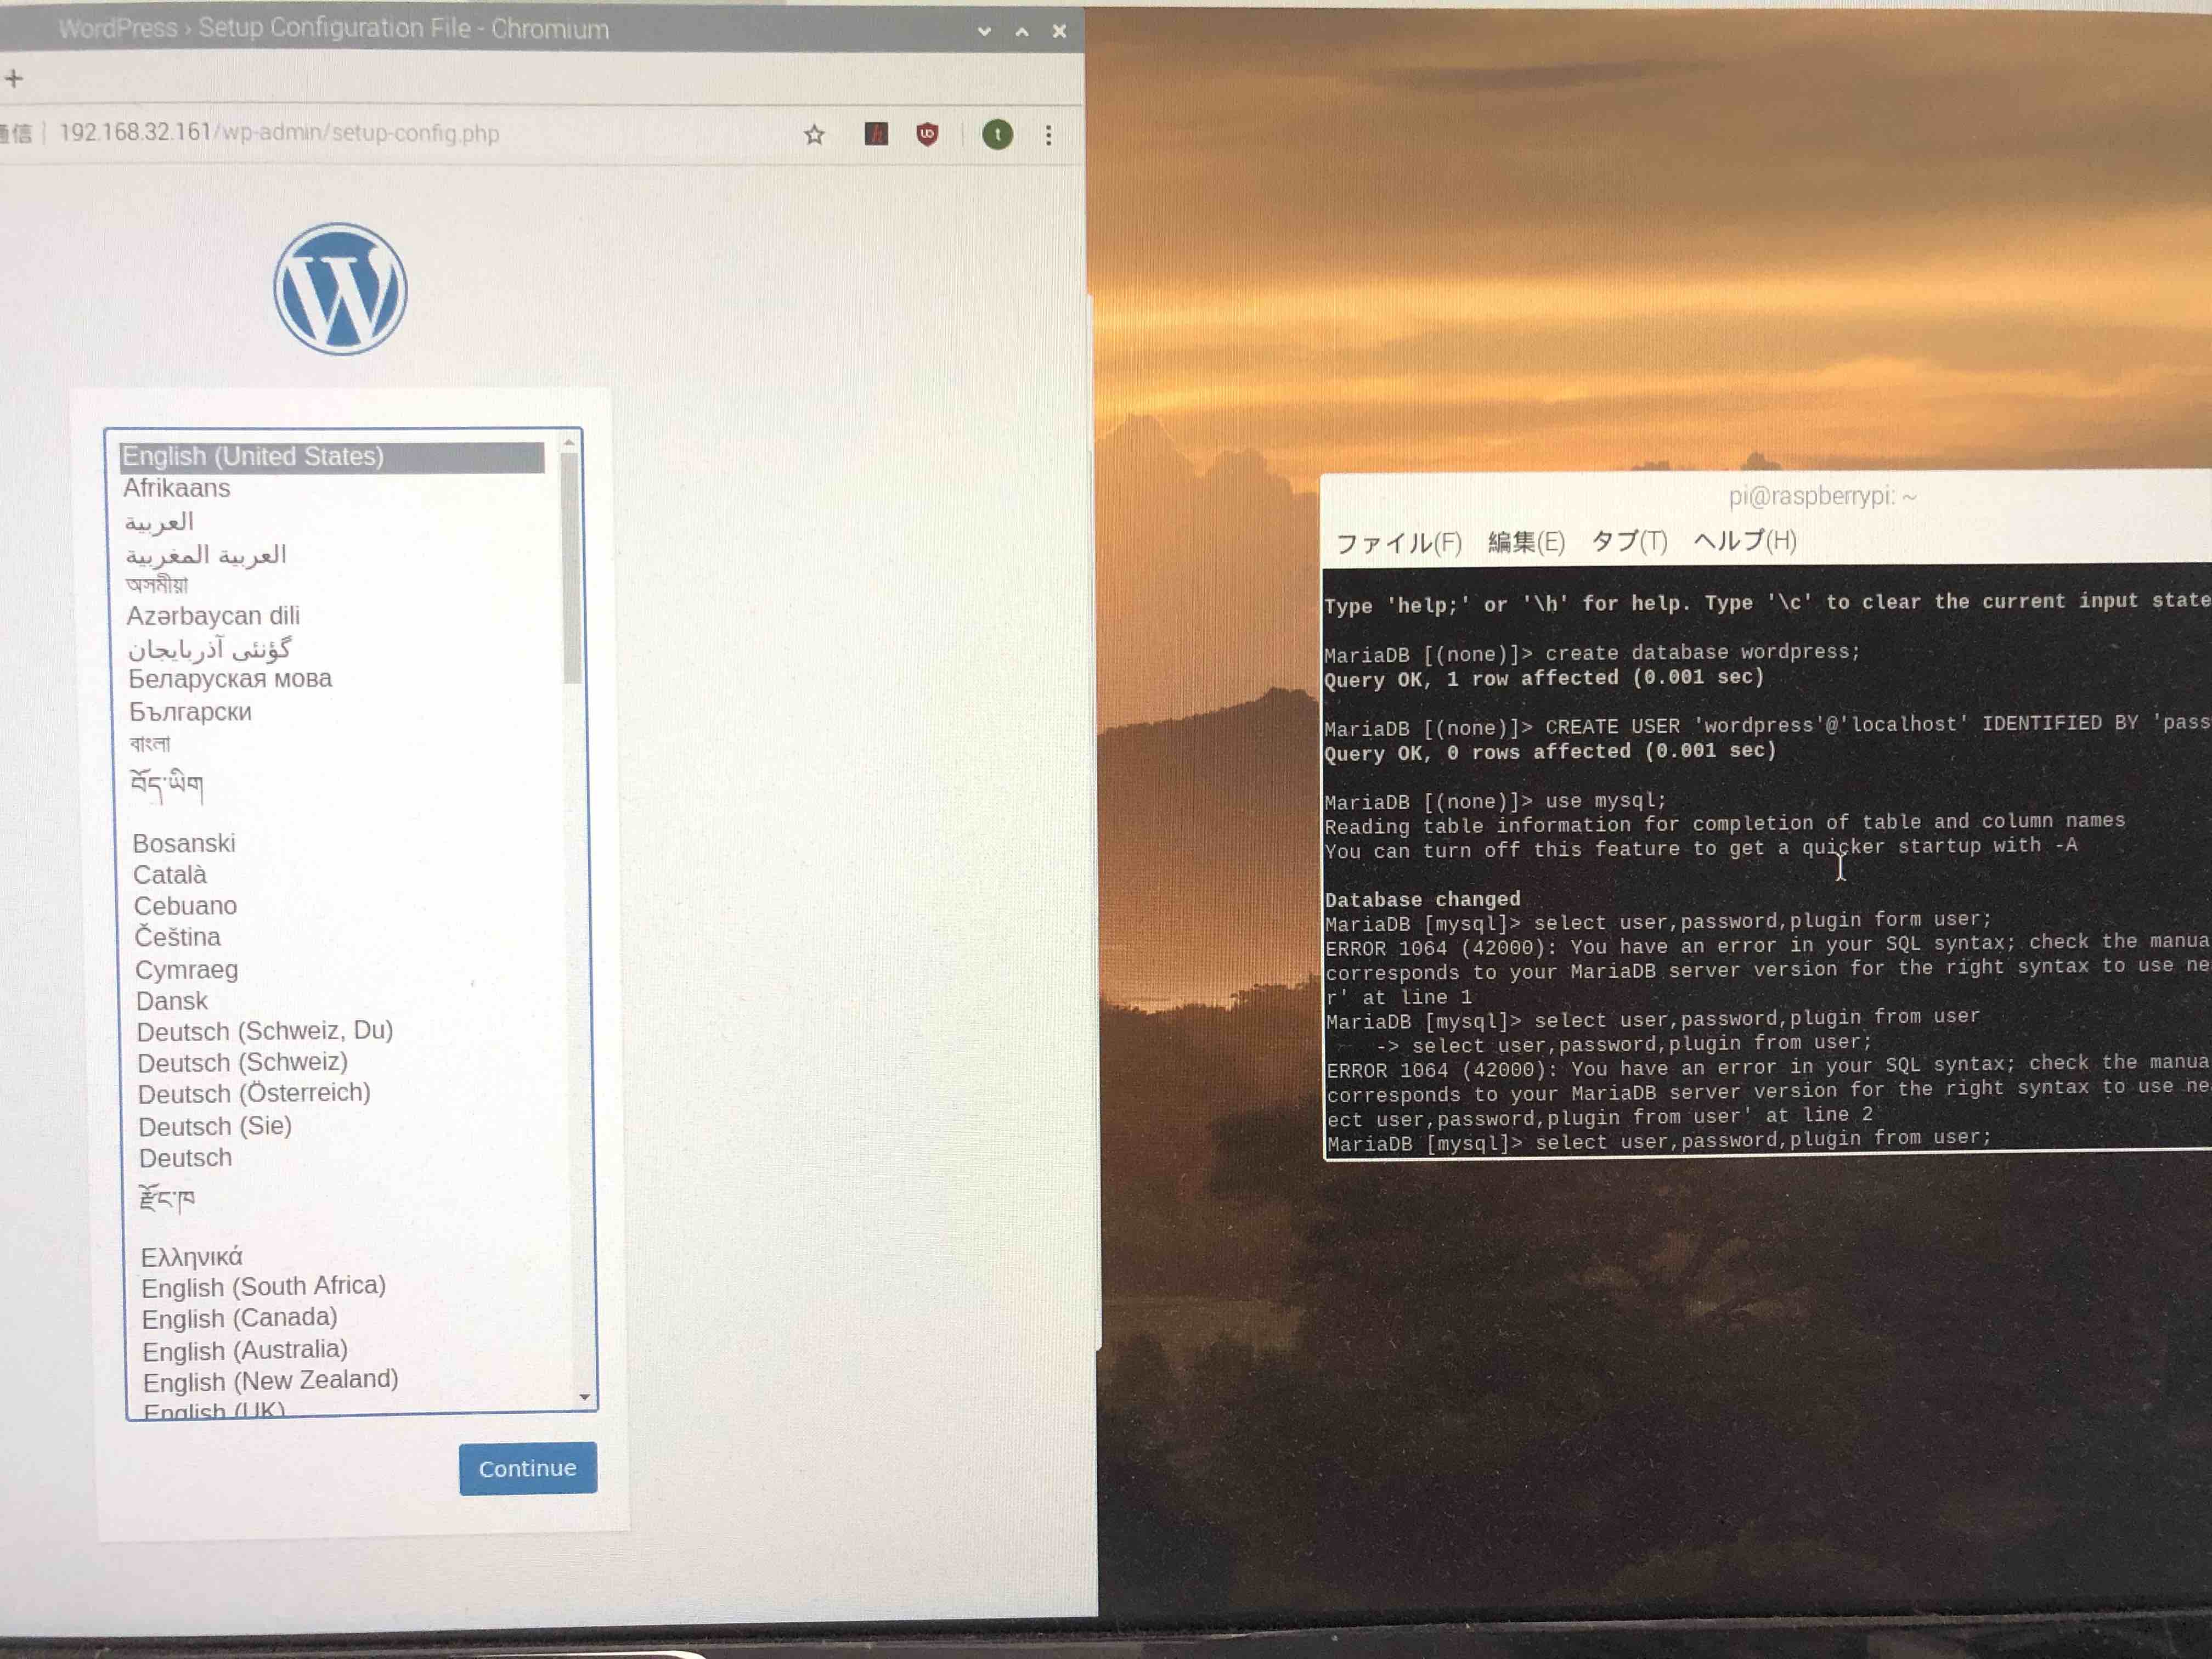 WordPress › Setup Configuration File - Chromium
通信 192.168.32.161/wp-admin/setup-config.php
t
W
English (United States)
Afrikaans
العربية
العربية المغربية
অসমীয়া
Azərbaycan dili
گؤنئی آذربایجان
Беларуская мова
Български
বাংলা
བོད་ཡིག
Bosanski
Català
Cebuano
Čeština
Cymraeg
Dansk
Deutsch (Schweiz, Du)
Deutsch (Schweiz)
Deutsch (Österreich)
Deutsch (Sie)
Deutsch
རྫོང་ཁ
Ελληνικά
English (South Africa)
English (Canada)
English (Australia)
English (New Zealand)
English (UK)
Continue
pi@raspberrypi: ~
ファイル(F) 編集(E) タブ(T) ヘルプ(H)
Type 'help;' or '\h' for help. Type '\c' to clear the current input state
MariaDB [(none)]> create database wordpress;
Query OK, 1 row affected (0.001 sec)
MariaDB [(none)]> CREATE USER 'wordpress'@'localhost' IDENTIFIED BY 'pass
Query OK, 0 rows affected (0.001 sec)
MariaDB [(none)]> use mysql;
Reading table information for completion of table and column names
You can turn off this feature to get a quicker startup with -A
Database changed
MariaDB [mysql]> select user,password,plugin form user;
ERROR 1064 (42000): You have an error in your SQL syntax; check the manua
corresponds to your MariaDB server version for the right syntax to use ne
r' at line 1
MariaDB [mysql]> select user,password,plugin from user
-> select user,password,plugin from user;
ERROR 1064 (42000): You have an error in your SQL syntax; check the manua
corresponds to your MariaDB server version for the right syntax to use ne
ect user,password,plugin from user' at line 2
MariaDB [mysql]> select user,password,plugin from user;